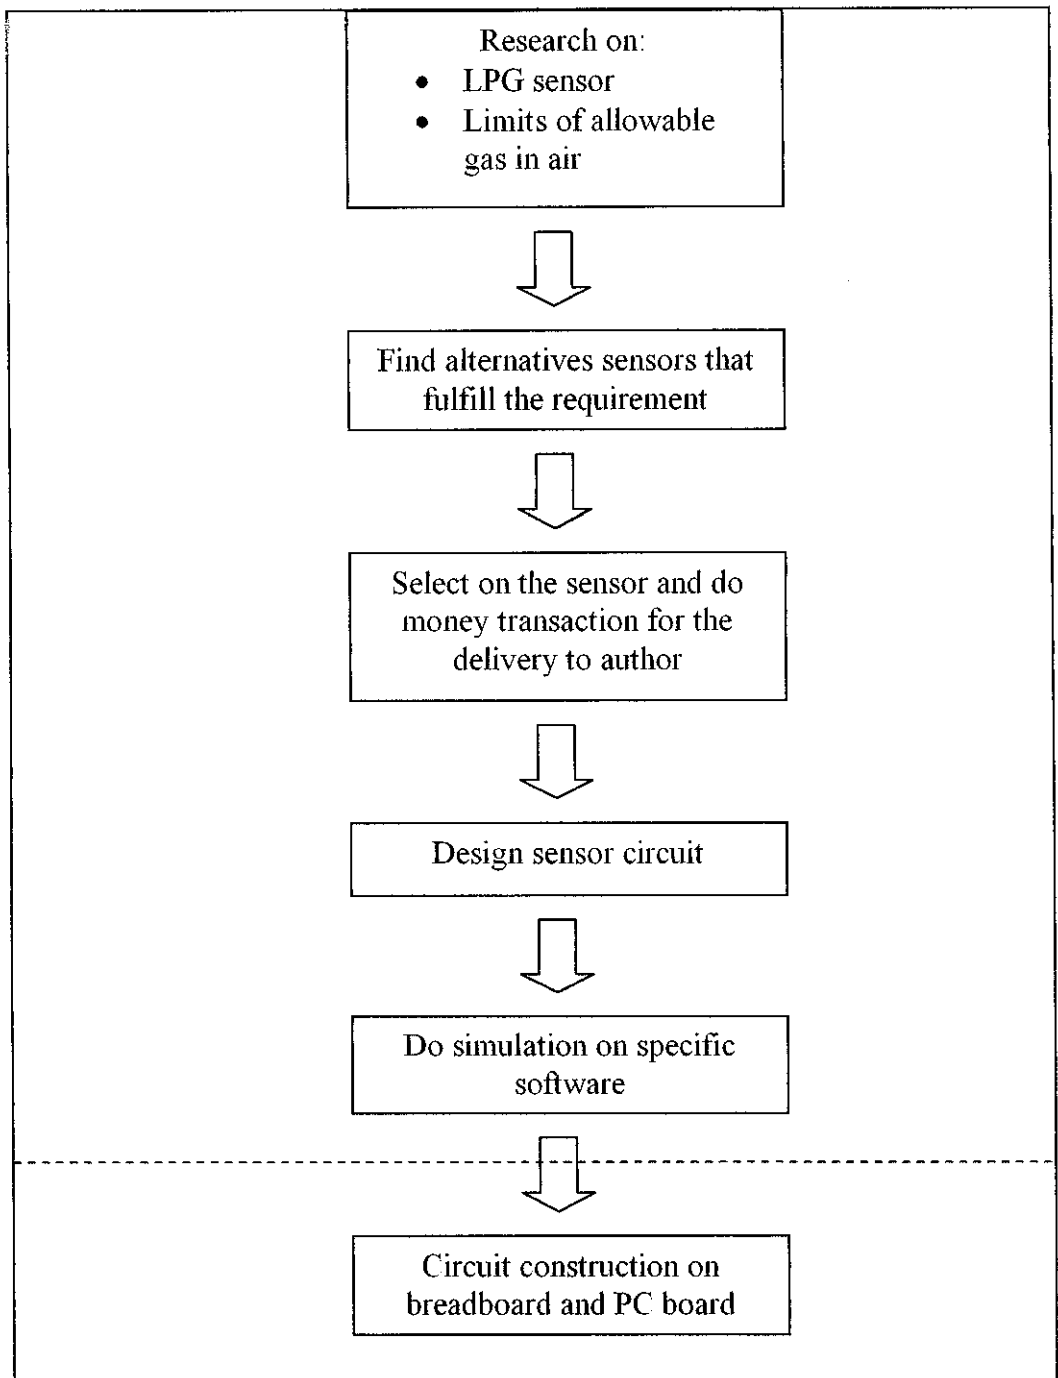 Research on:
• LPG sensor
• Limits of allowable
gas in air
Find alternatives sensors that
fulfill the requirement
Select on the sensor and do
money transaction for the
delivery to author
Design sensor circuit
Do simulation on specific
software
Circuit construction on
breadboard and PC board